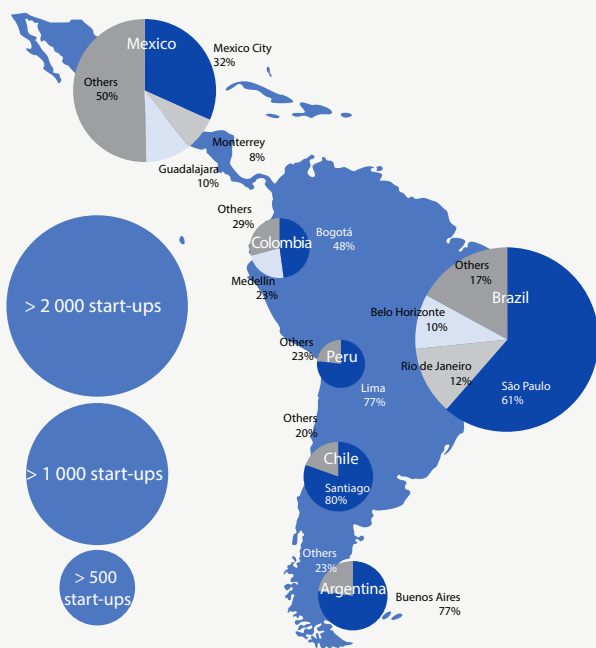 Mexico
Mexico City
32%
Others
50%
Monterrey
8%
Guadalajara
10%
Others
29%
Colombia
Bogotá
48%
Medellín
23%
> 2 000 start-ups
Others
17%
Brazil
Belo Horizonte
10%
Rio de Janeiro
12%
São Paulo
61%
Others
23%
Peru
Lima
77%
Others
20%
Chile
Santiago
80%
> 1 000 start-ups
Others
23%
Argentina
Buenos Aires
77%
> 500
start-ups